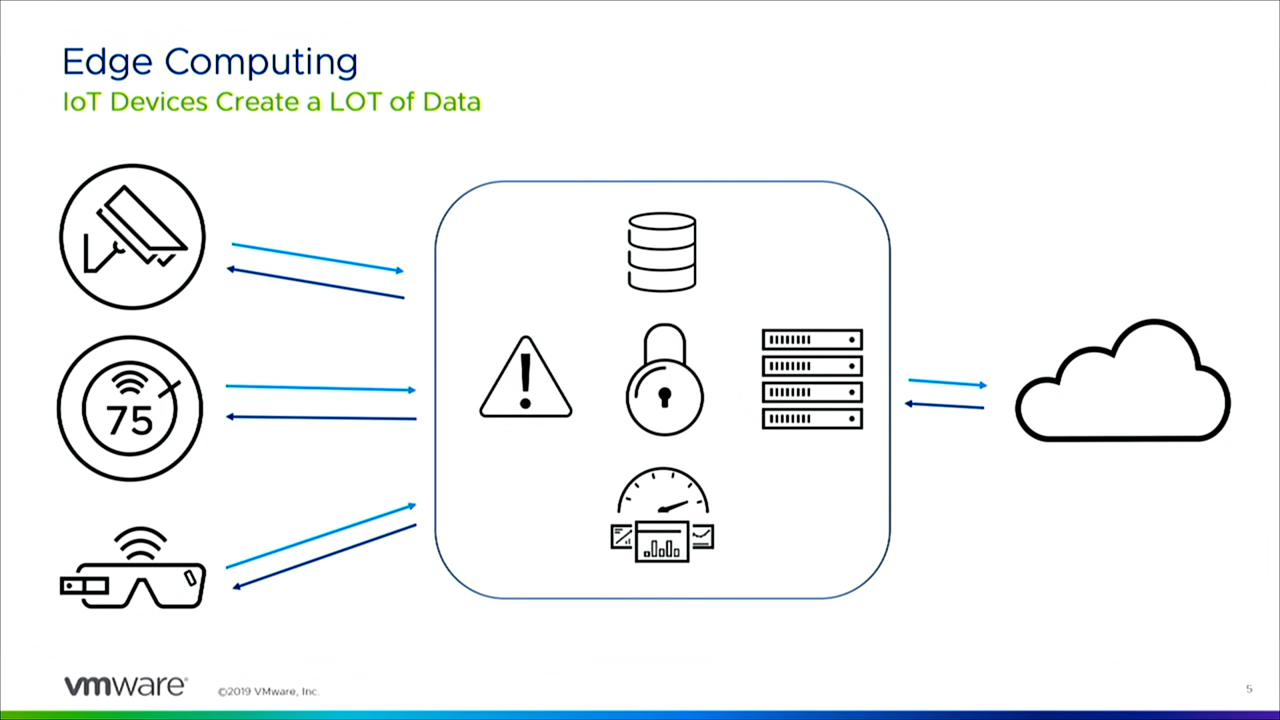 Edge Computing
IoT Devices Create a LOT of Data
75
vmware®
©2019 VMware, Inc.
5